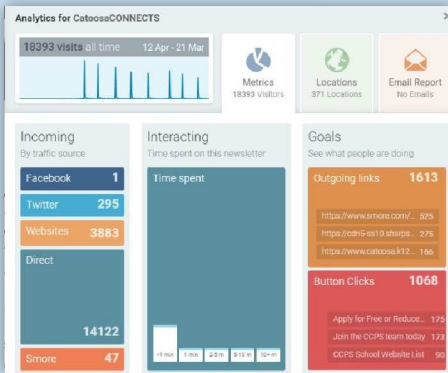 Analytics for CatoosaCONNECTS
18393 visits all time 12 Apr - 21 Mar
Metrics
18393 Visitors
Locations
371 Locations
Email Report
No Emails
Incoming
By traffic source
Facebook 1
Twitter 295
Websites 3883
Direct
14122
Smore 47
Interacting
Time spent on this newsletter
Time spent
<1 min 1 min 2-5 m 5-10 m 10+ m
Goals
See what people are doing
Outgoing links 1613
https://www.smore.com/... 525
https://cdn5-ss10.sharps... 275
https://www.catoosa.k12... 166
Button Clicks 1068
Apply for Free or Reduce... 175
Join the CCPS team today 173
CCPS School Website List 90